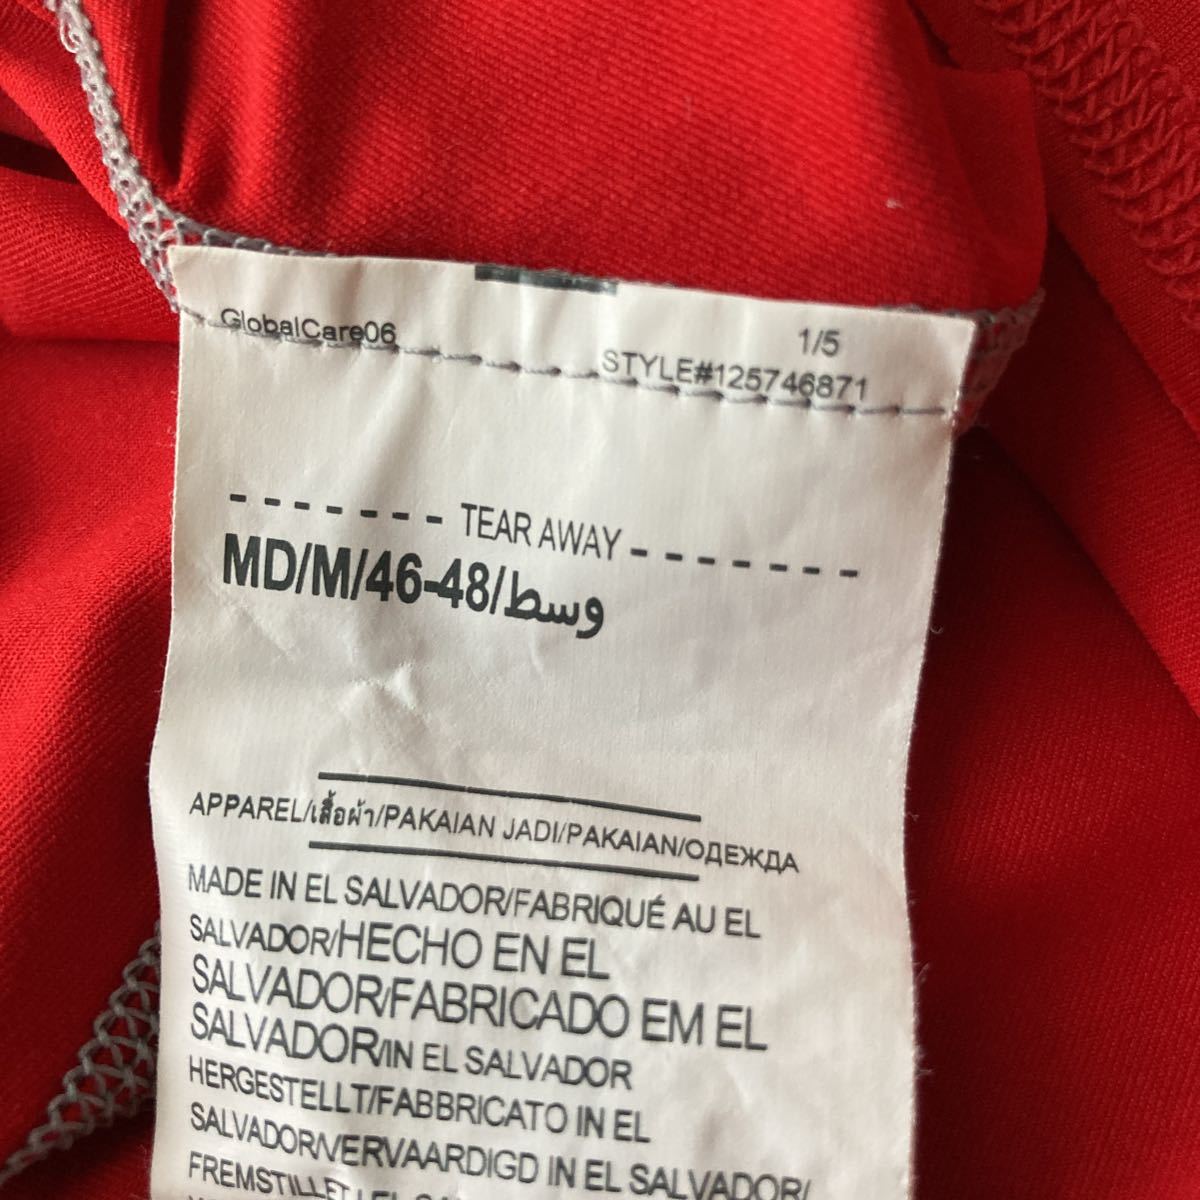 GlobalCare06
1/5
STYLE#125746871
- - - - - - - TEAR AWAY - - - - - - -
MD/M/46-48/وسط
APPAREL/เสื้อผ้า/PAKAIAN JADI/PAKAIAN/ОДЕЖДА
MADE IN EL SALVADOR/FABRIQUÉ AU EL
SALVADOR/HECHO EN EL
SALVADOR/FABRICADO EM EL
SALVADOR/IN EL SALVADOR
HERGESTELLT/FABBRICATO IN EL
SALVADOR/VERVAARDIGD IN EL SALVADOR/
FREMSTILLET I EL